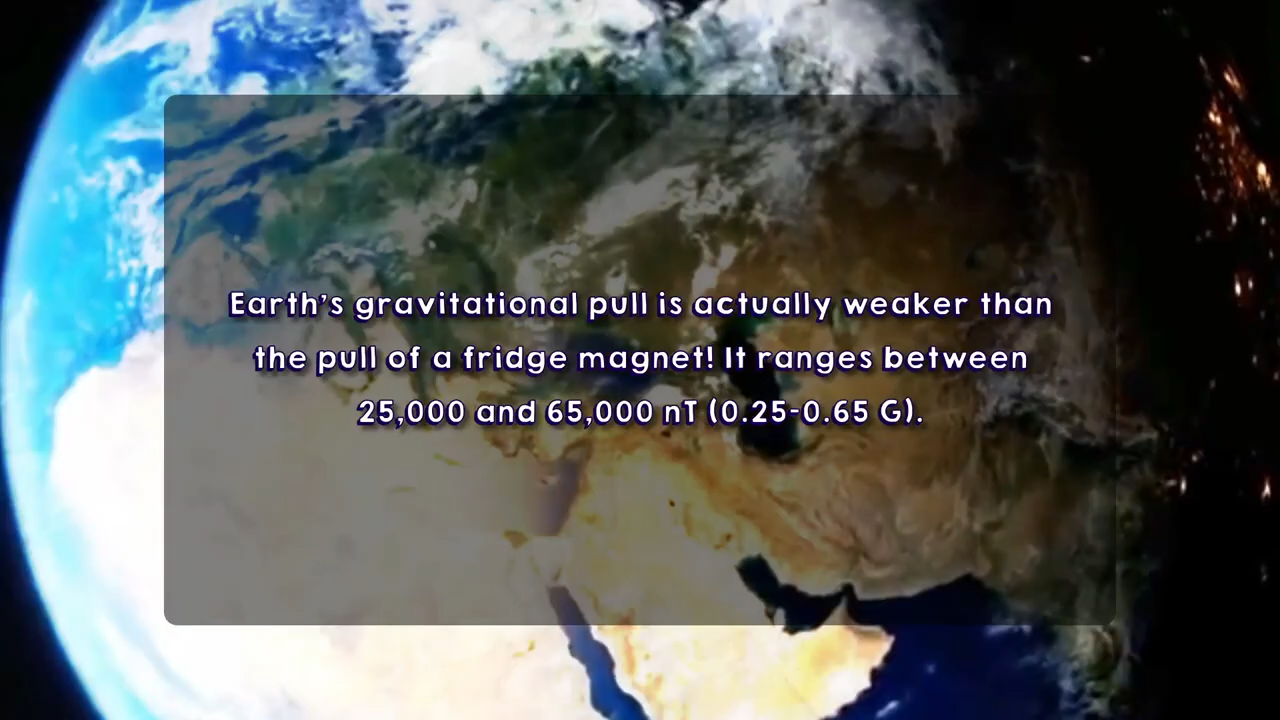 Earth's gravitational pull is actually weaker than
the pull of a fridge magnet! It ranges between
25,000 and 65,000 nT (0.25-0.65 G).